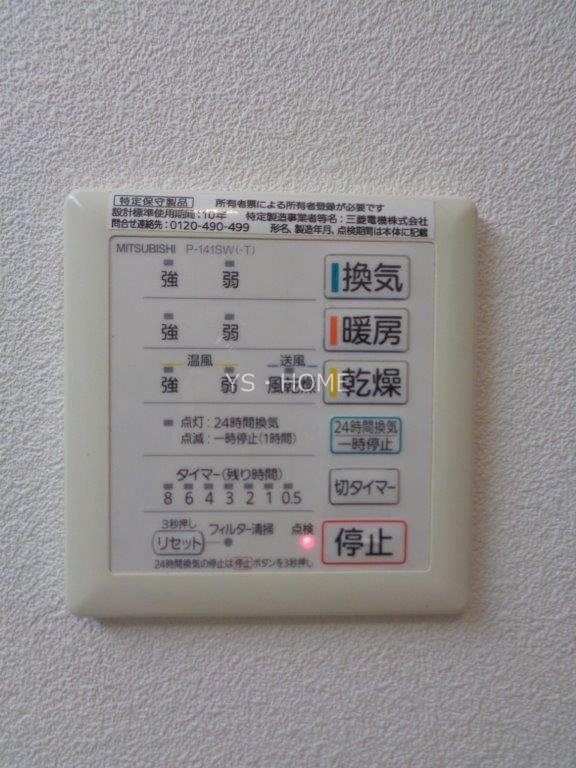 特定保守製品 所有者票による所有者登録が必要です
設計標準使用期間:10年 特定製造事業者等名:三菱電機株式会社
問合せ連絡先:0120-490-499 形名、製造年月、点検期間は本体に記載
MITSUBISHI P-141SW(-T)
強 弱 換気
強 弱 暖房
温風 送風
強 弱 風乾燥 乾燥
YS・HOME
点灯:24時間換気
点滅:一時停止(1時間)
24時間換気
一時停止
タイマー(残り時間)
8 6 4 3 2 1 0.5
切タイマー
3秒押し
リセット フィルター清掃 点検
停止
24時間換気の停止は停止ボタンを3秒押し